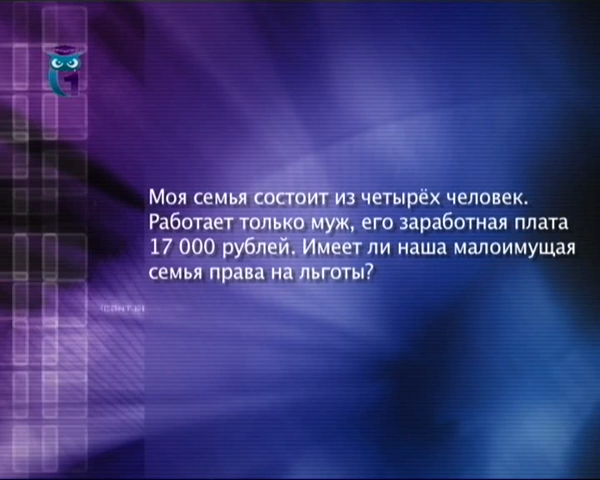 1
Моя семья состоит из четырёх человек.
Работает только муж, его заработная плата
17 000 рублей. Имеет ли наша малоимущая
семья права на льготы?